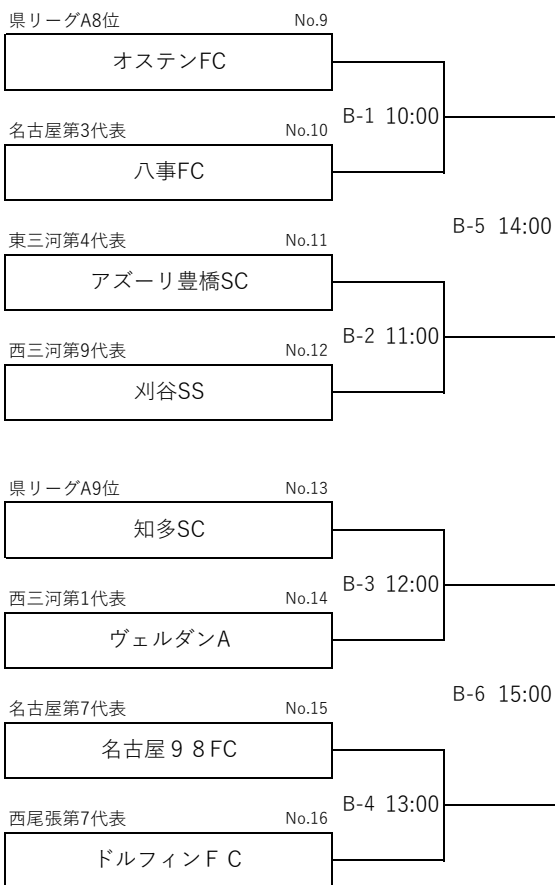 県リーグA8位 No.9
オステンFC
B-1 10:00
名古屋第3代表 No.10
八事FC
B-5 14:00
東三河第4代表 No.11
アズーリ豊橋SC
B-2 11:00
西三河第9代表 No.12
刈谷SS
県リーグA9位 No.13
知多SC
B-3 12:00
西三河第1代表 No.14
ヴェルダンA
B-6 15:00
名古屋第7代表 No.15
名古屋９８FC
B-4 13:00
西尾張第7代表 No.16
ドルフィンＦＣ